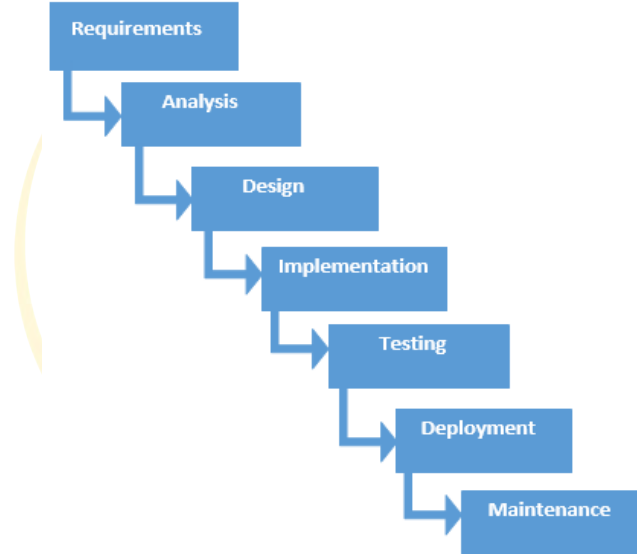 Requirements
Analysis
Design
Implementation
Testing
Deployment
Maintenance